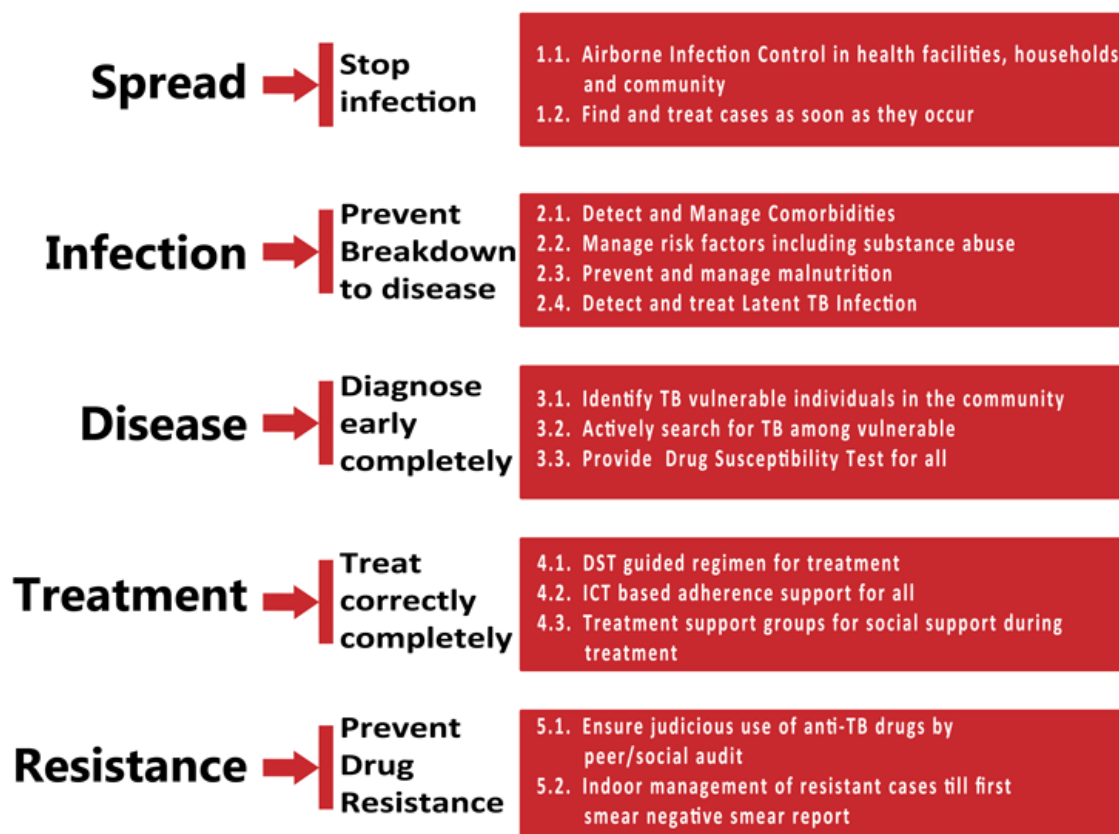 Spread
Stop
infection
1.1. Airborne Infection Control in health facilities, households
and community
1.2. Find and treat cases as soon as they occur
Infection
Prevent
Breakdown
to disease
2.1. Detect and Manage Comorbidities
2.2. Manage risk factors including substance abuse
2.3. Prevent and manage malnutrition
2.4. Detect and treat Latent TB Infection
Disease
Diagnose
early
completely
3.1. Identify TB vulnerable individuals in the community
3.2. Actively search for TB among vulnerable
3.3. Provide Drug Susceptibility Test for all
Treatment
Treat
correctly
completely
4.1. DST guided regimen for treatment
4.2. ICT based adherence support for all
4.3. Treatment support groups for social support during
treatment
Resistance
Prevent
Drug
Resistance
5.1. Ensure judicious use of anti-TB drugs by
peer/social audit
5.2. Indoor management of resistant cases till first
smear negative smear report